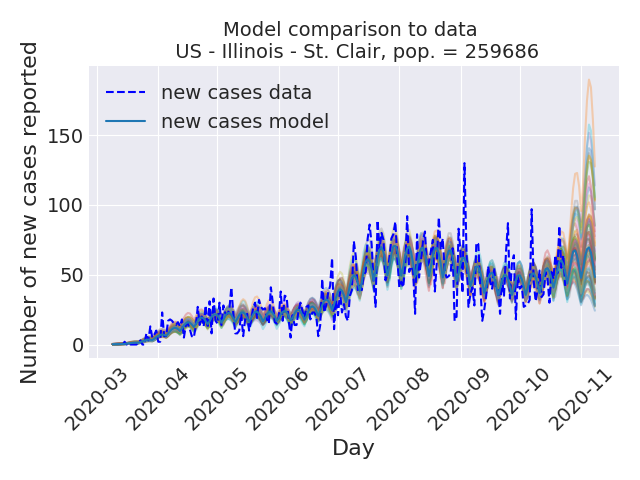 Model comparison to data
US - Illinois - St. Clair, pop. = 259686
new cases data
new cases model
Number of new cases reported
150
100
50
0
2020-03
2020-04
2020-05
2020-06
2020-07
2020-08
2020-09
2020-10
2020-11
Day